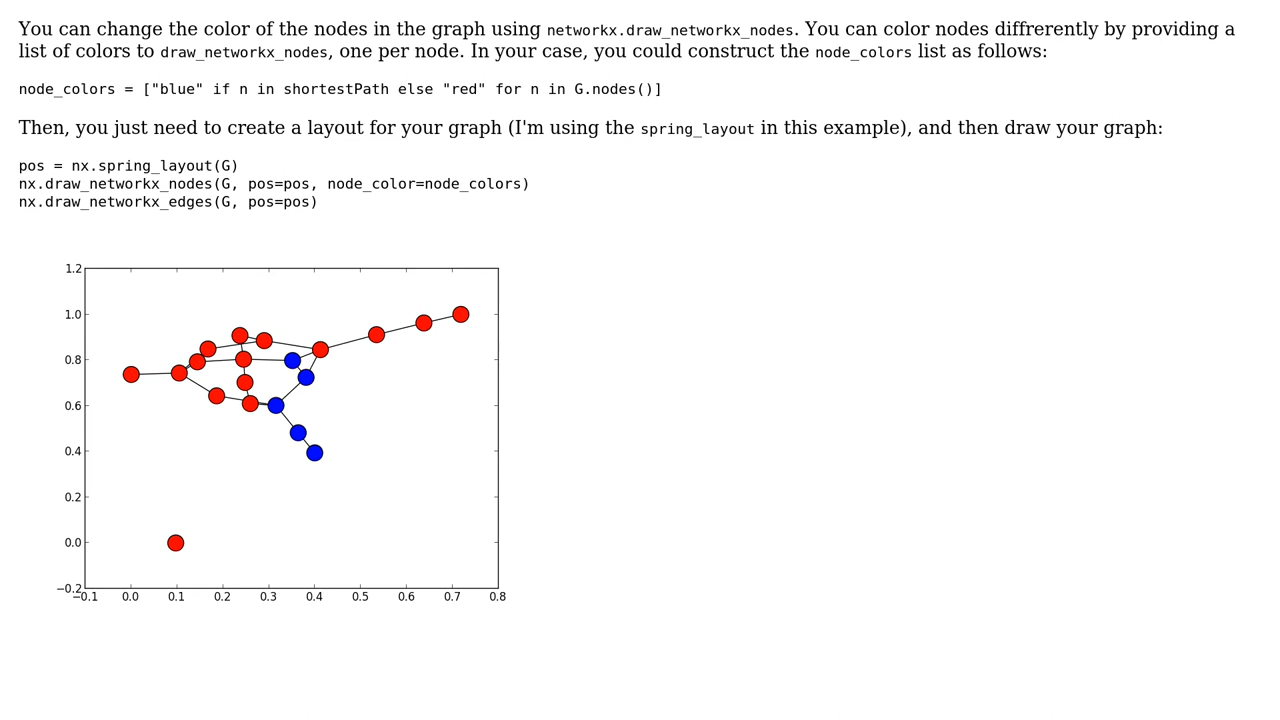 You can change the color of the nodes in the graph using networkx.draw_networkx_nodes. You can color nodes diffrerently by providing a
list of colors to draw_networkx_nodes, one per node. In your case, you could construct the node_colors list as follows:
node_colors = ["blue" if n in shortestPath else "red" for n in G.nodes()]
Then, you just need to create a layout for your graph (I'm using the spring_layout in this example), and then draw your graph:
pos = nx.spring_layout(G)
nx.draw_networkx_nodes(G, pos=pos, node_color=node_colors)
nx.draw_networkx_edges(G, pos=pos)
1.2
1.0
0.8
0.6
0.4
0.2
0.0
−0.2
−0.1 0.0 0.1 0.2 0.3 0.4 0.5 0.6 0.7 0.8